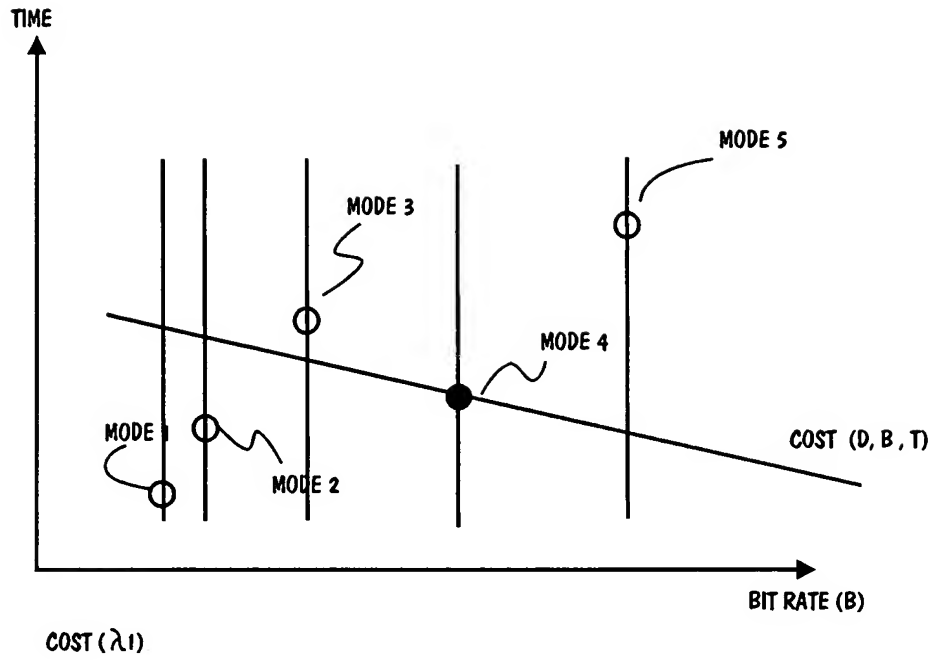 TIME
MODE 5
MODE 3
MODE 4
MODE 1
COST (D, B, T)
MODE 2
BIT RATE (B)
COST (λ1)